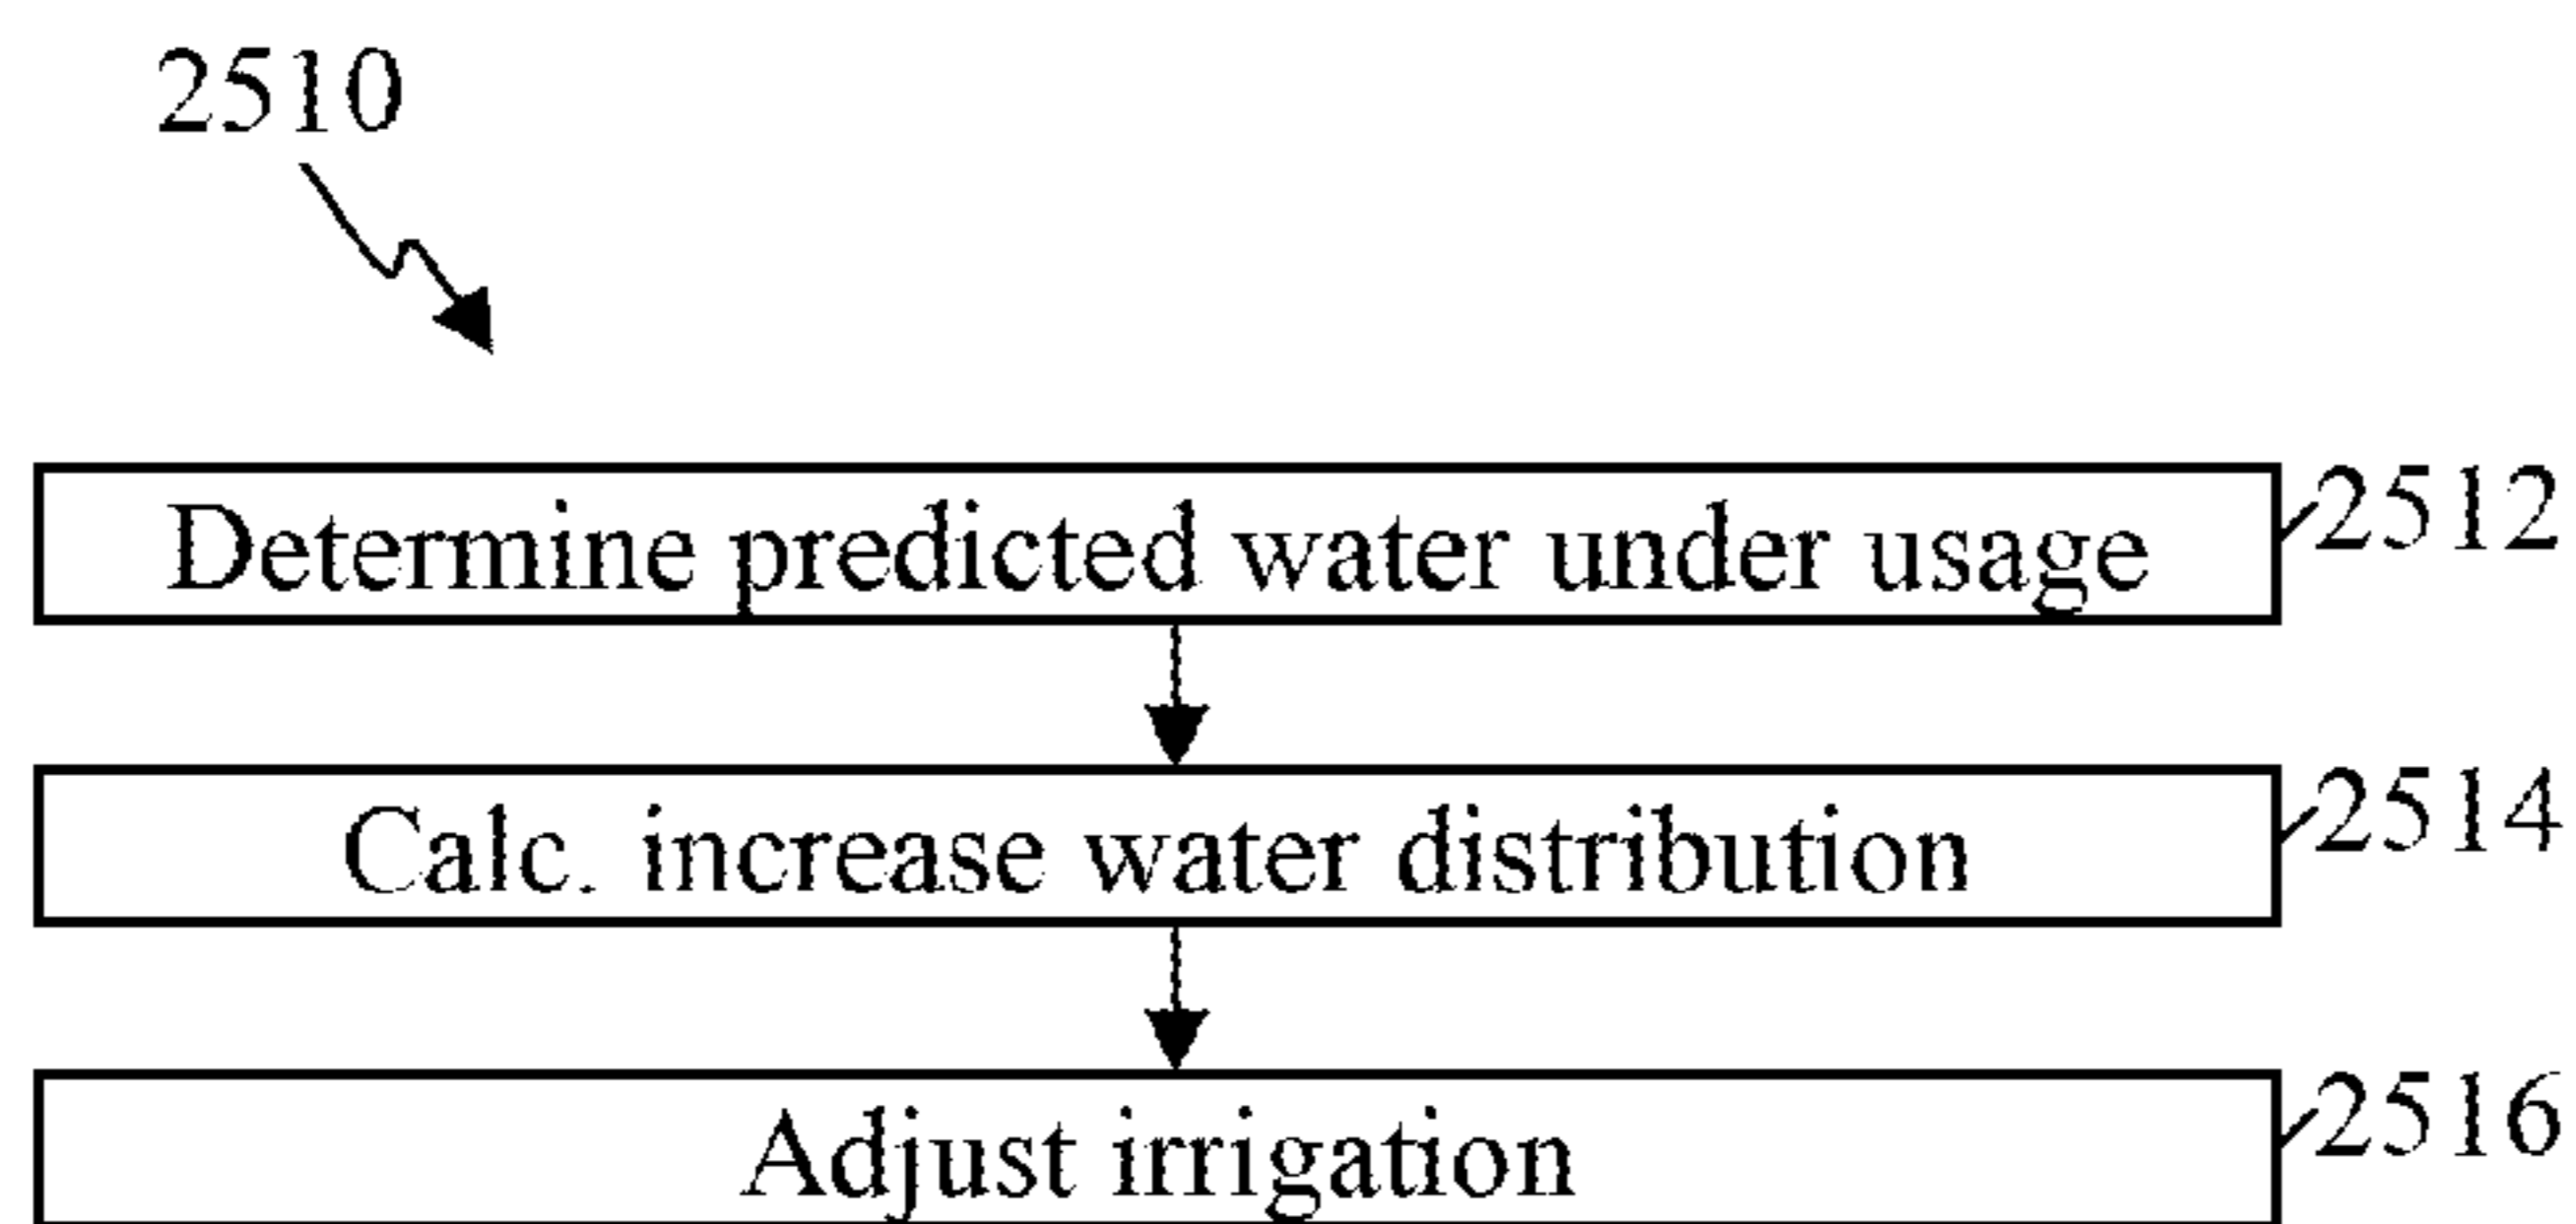 2510
Determine predicted water under usage 2512
Calc. increase water distribution 2514
Adjust irrigation 2516